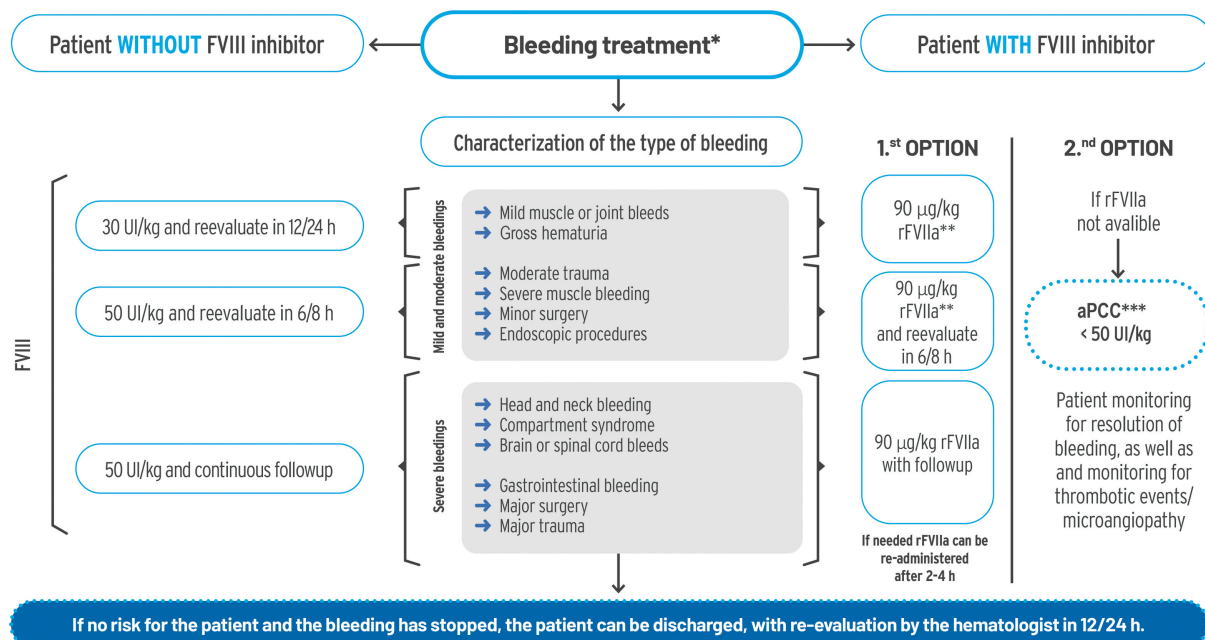 Patient WITHOUT FVIII inhibitor
Bleeding treatment*
Patient WITH FVIII inhibitor
Characterization of the type of bleeding
FVIII
30 UI/kg and reevaluate in 12/24 h
50 UI/kg and reevaluate in 6/8 h
50 UI/kg and continuous followup
Mild and moderate bleedings
Mild muscle or joint bleeds
Gross hematuria
Moderate trauma
Severe muscle bleeding
Minor surgery
Endoscopic procedures
Severe bleedings
Head and neck bleeding
Compartment syndrome
Brain or spinal cord bleeds
Gastrointestinal bleeding
Major surgery
Major trauma
1.st OPTION
90 µg/kg
rFVIIa**
90 µg/kg
rFVIIa**
and reevaluate
in 6/8 h
90 µg/kg rFVIIa
with followup
If needed rFVIIa can be
re-administered
after 2-4 h
2.nd OPTION
If rFVIIa
not avalible
aPCC***
< 50 UI/kg
Patient monitoring
for resolution of
bleeding, as well as
and monitoring for
thrombotic events/
microangiopathy
If no risk for the patient and the bleeding has stopped, the patient can be discharged, with re-evaluation by the hematologist in 12/24 h.